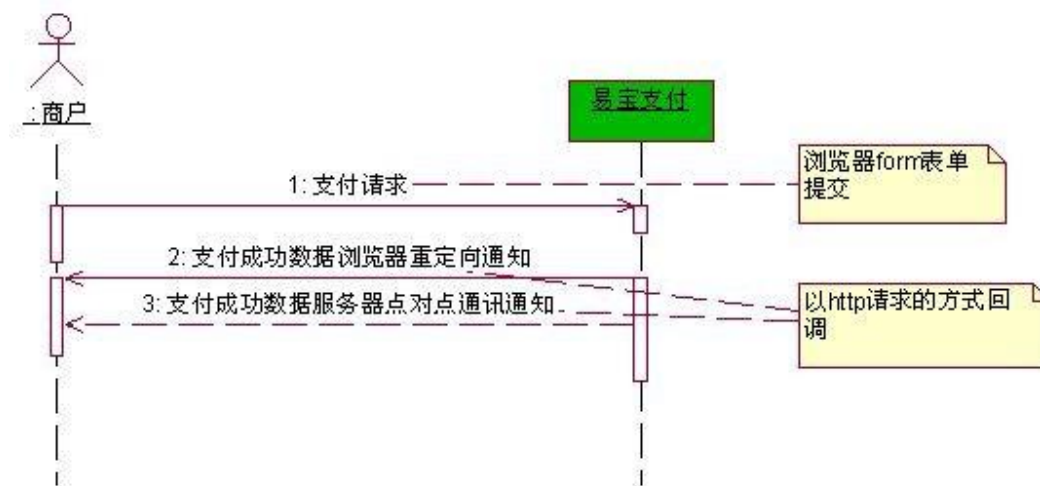 : 商户
易宝支付
浏览器form表单
提交
1: 支付请求
2: 支付成功数据浏览器重定向通知
3: 支付成功数据服务器点对点通讯通知
以http请求的方式回
调